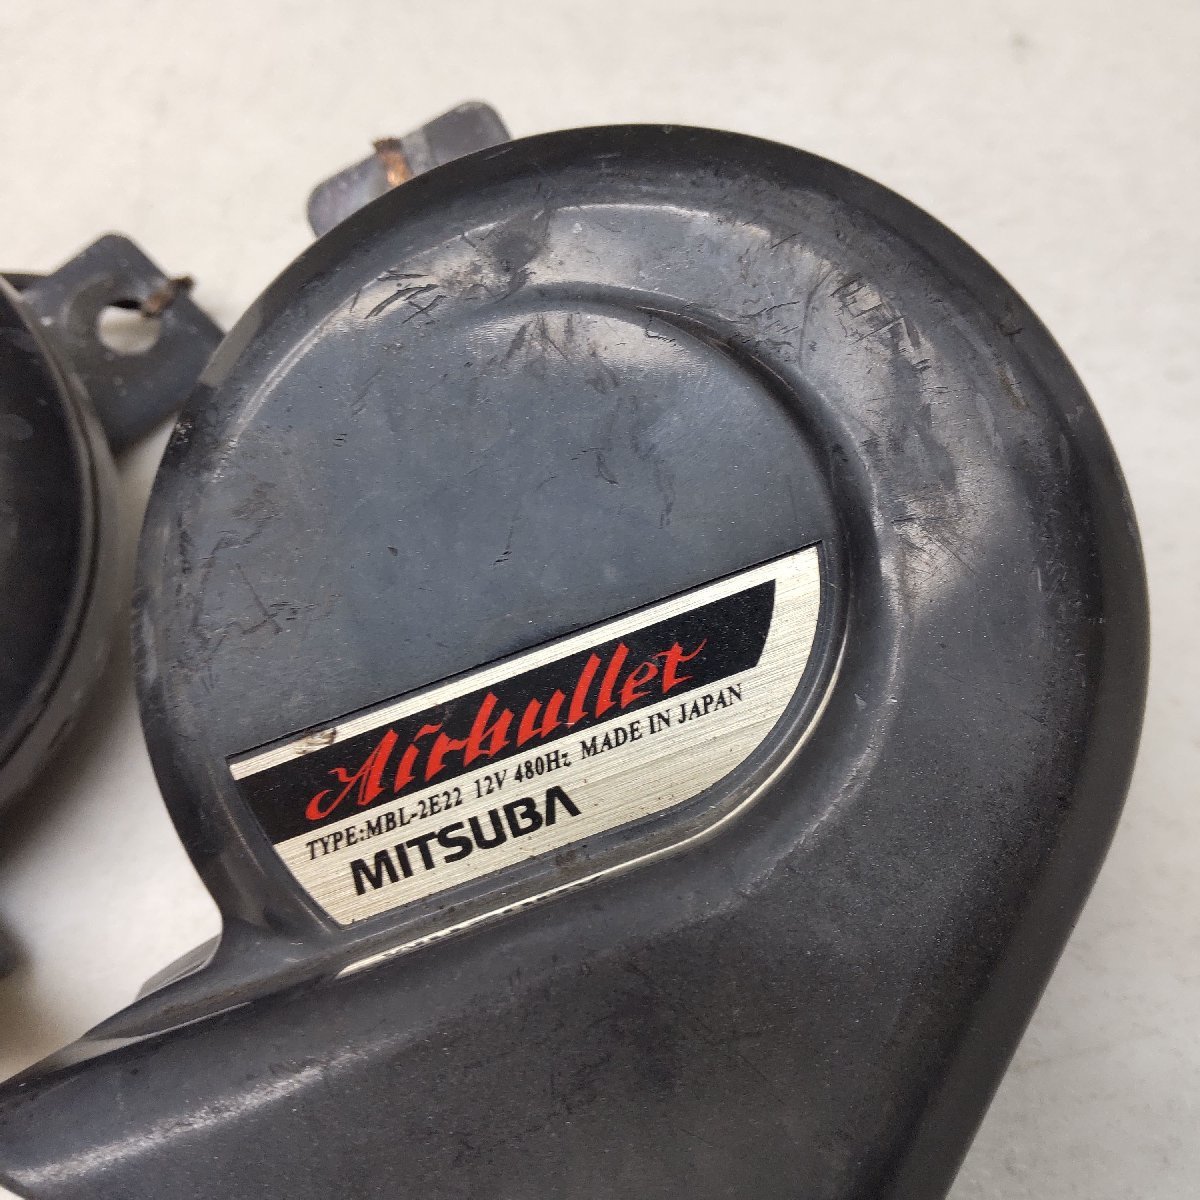 Airbullet
TYPE:MBL-2E22 12V 480Hz MADE IN JAPAN
MITSUBA